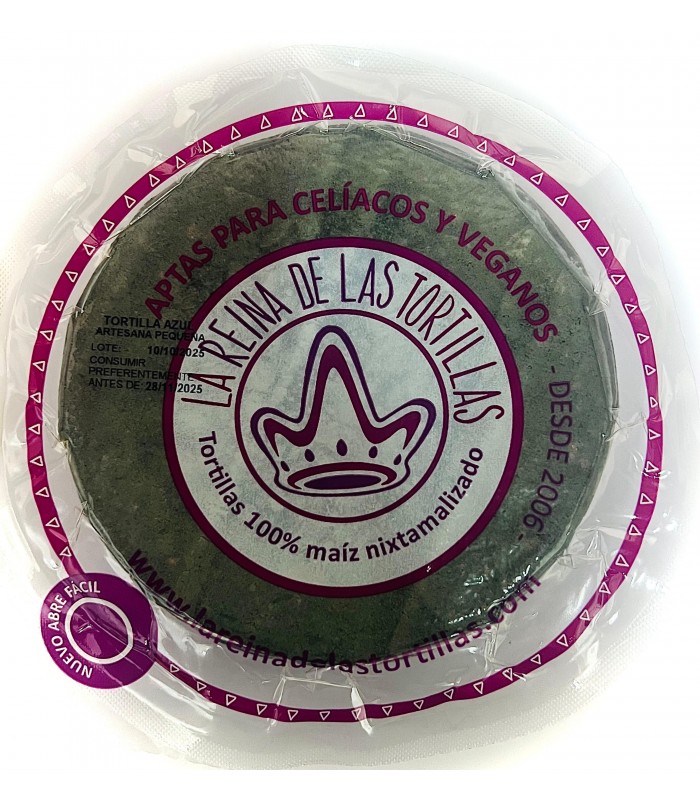 APTAS PARA CELÍACOS Y VEGANOS - DESDE 2006 -
LA REINA DE LAS TORTILLAS
Tortillas 100% maíz nixtamalizado
TORTILLA AZUL
ARTESANA PEQUEÑA
LOTE: 10/10/2025
CONSUMIR
PREFERENTEMENTE
ANTES DE: 28/11/2025
www.lareinadelastortillas.com
NUEVO ABRE FÁCIL